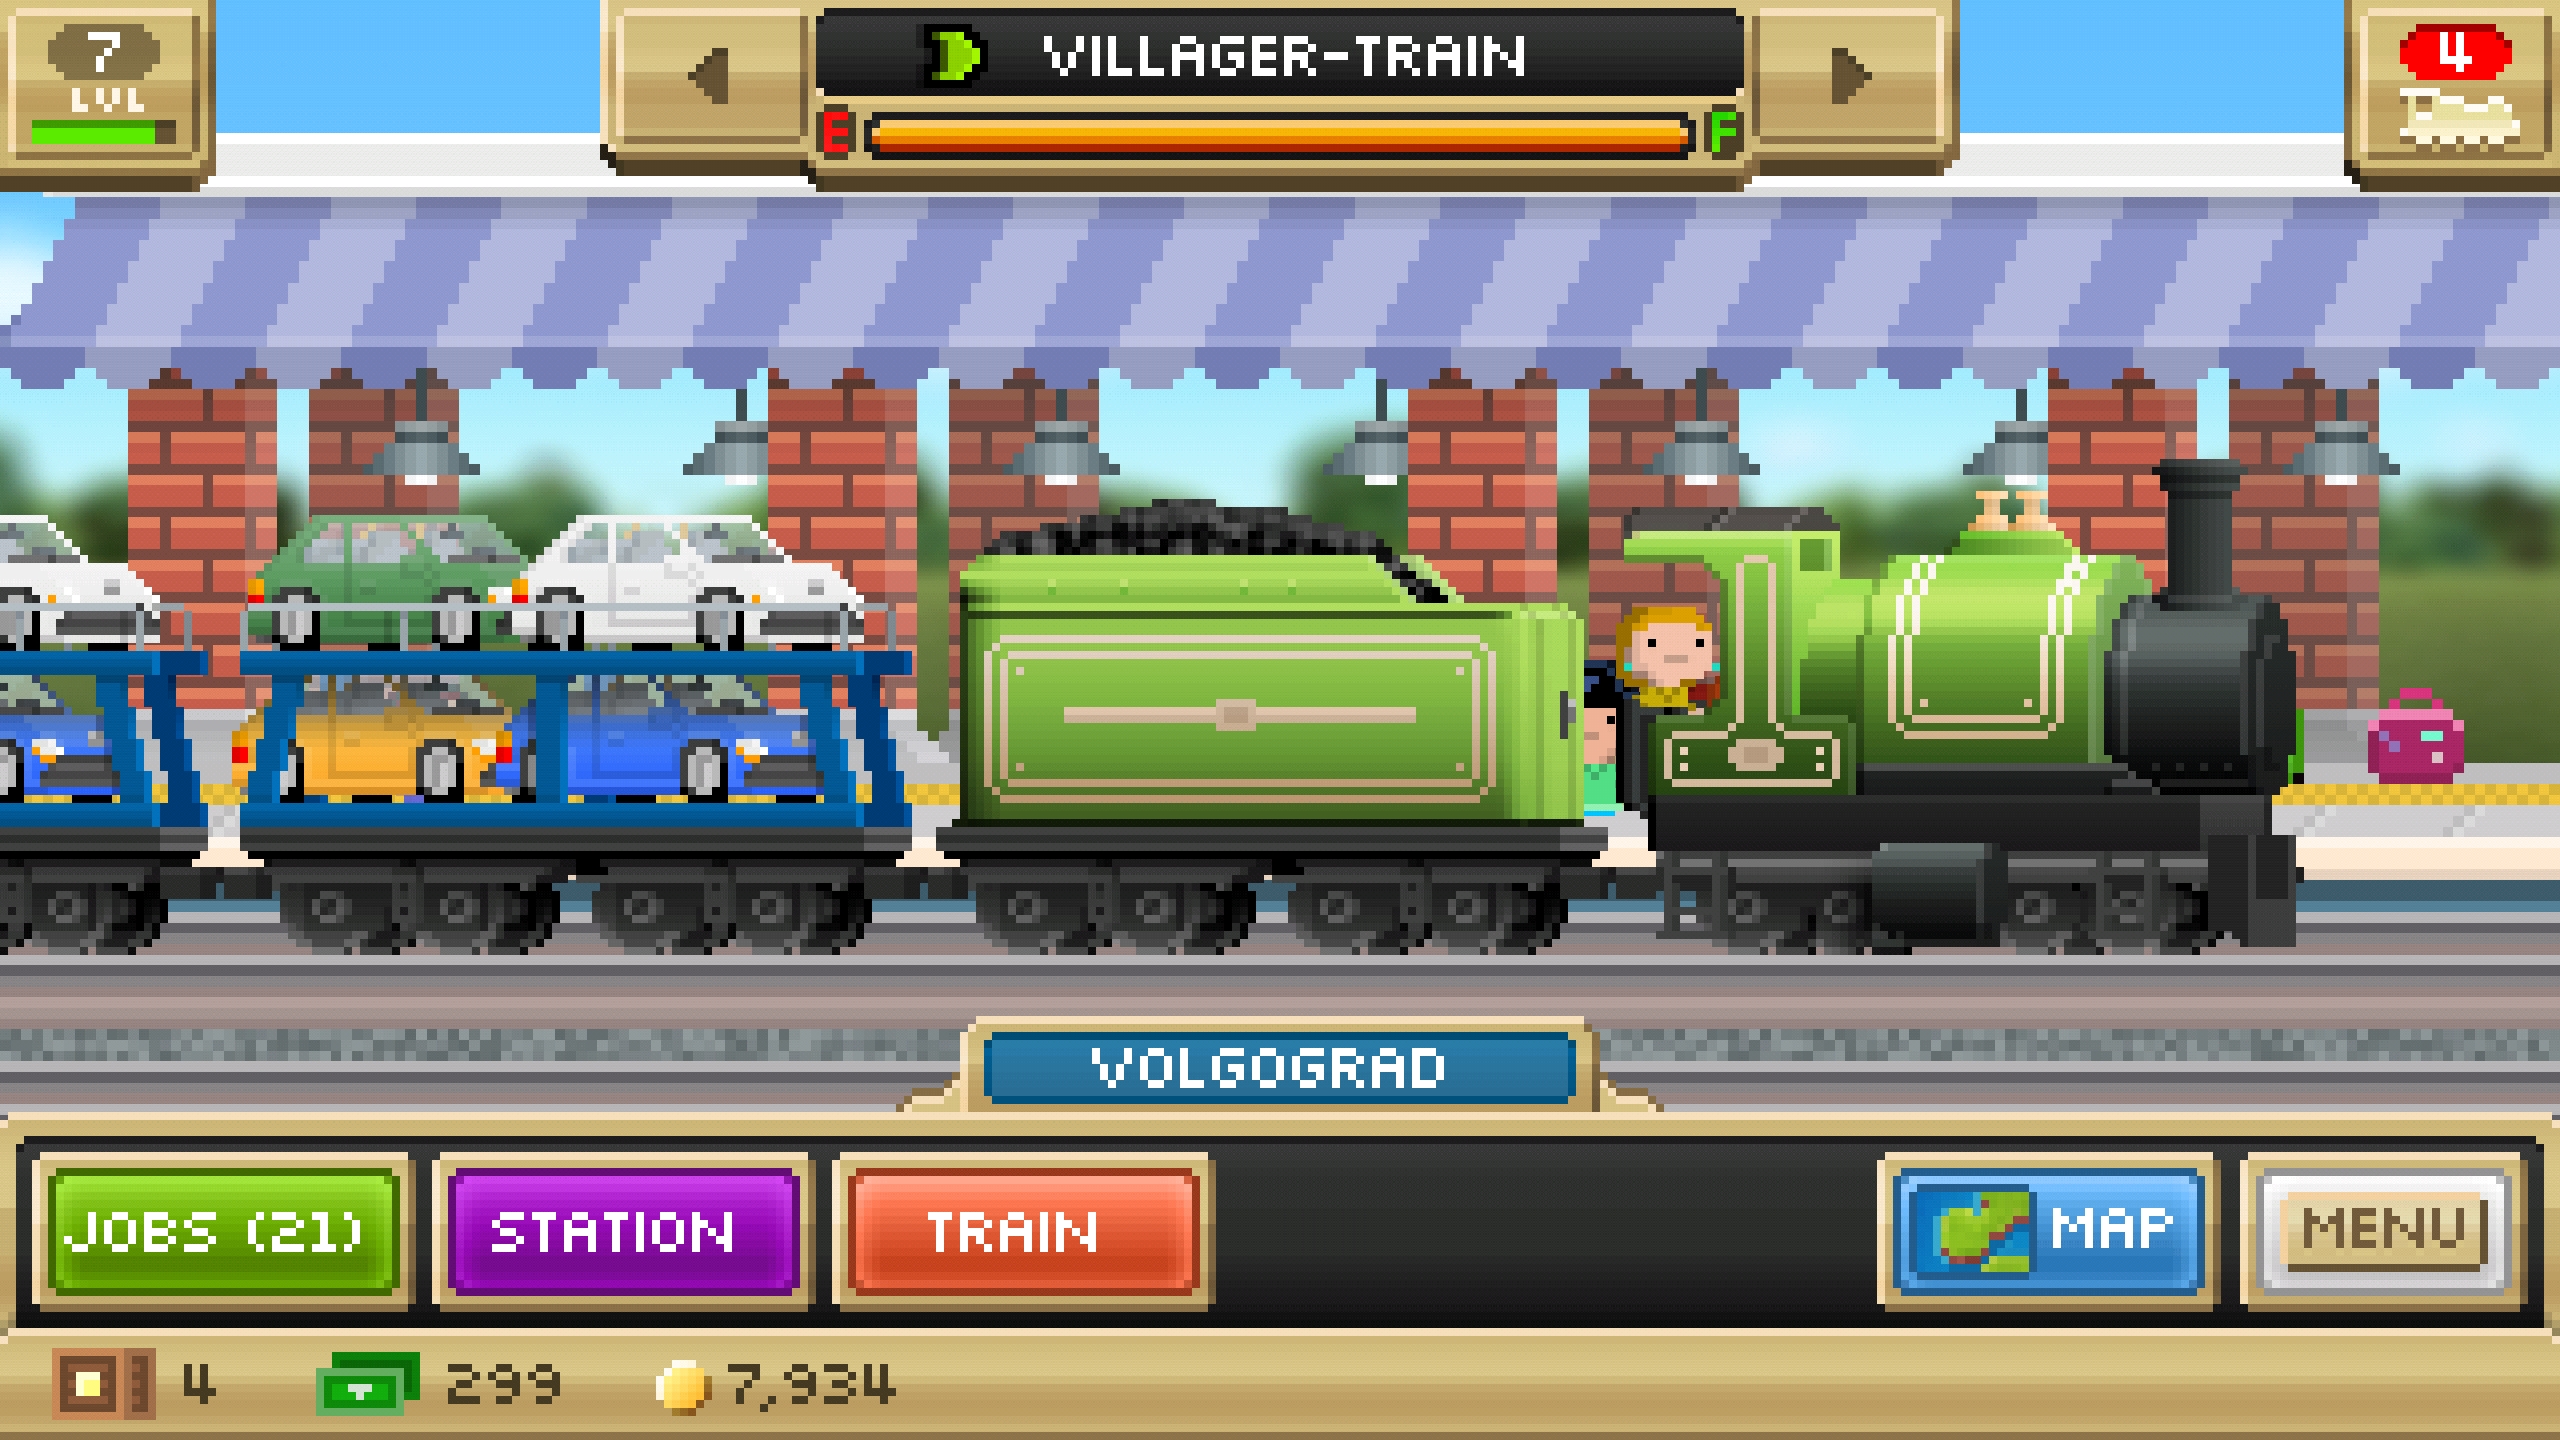 7
LVL
VILLAGER-TRAIN
E F
4
VOLGOGRAD
JOBS (21)
STATION
TRAIN
MAP
MENU
4
299
7,934